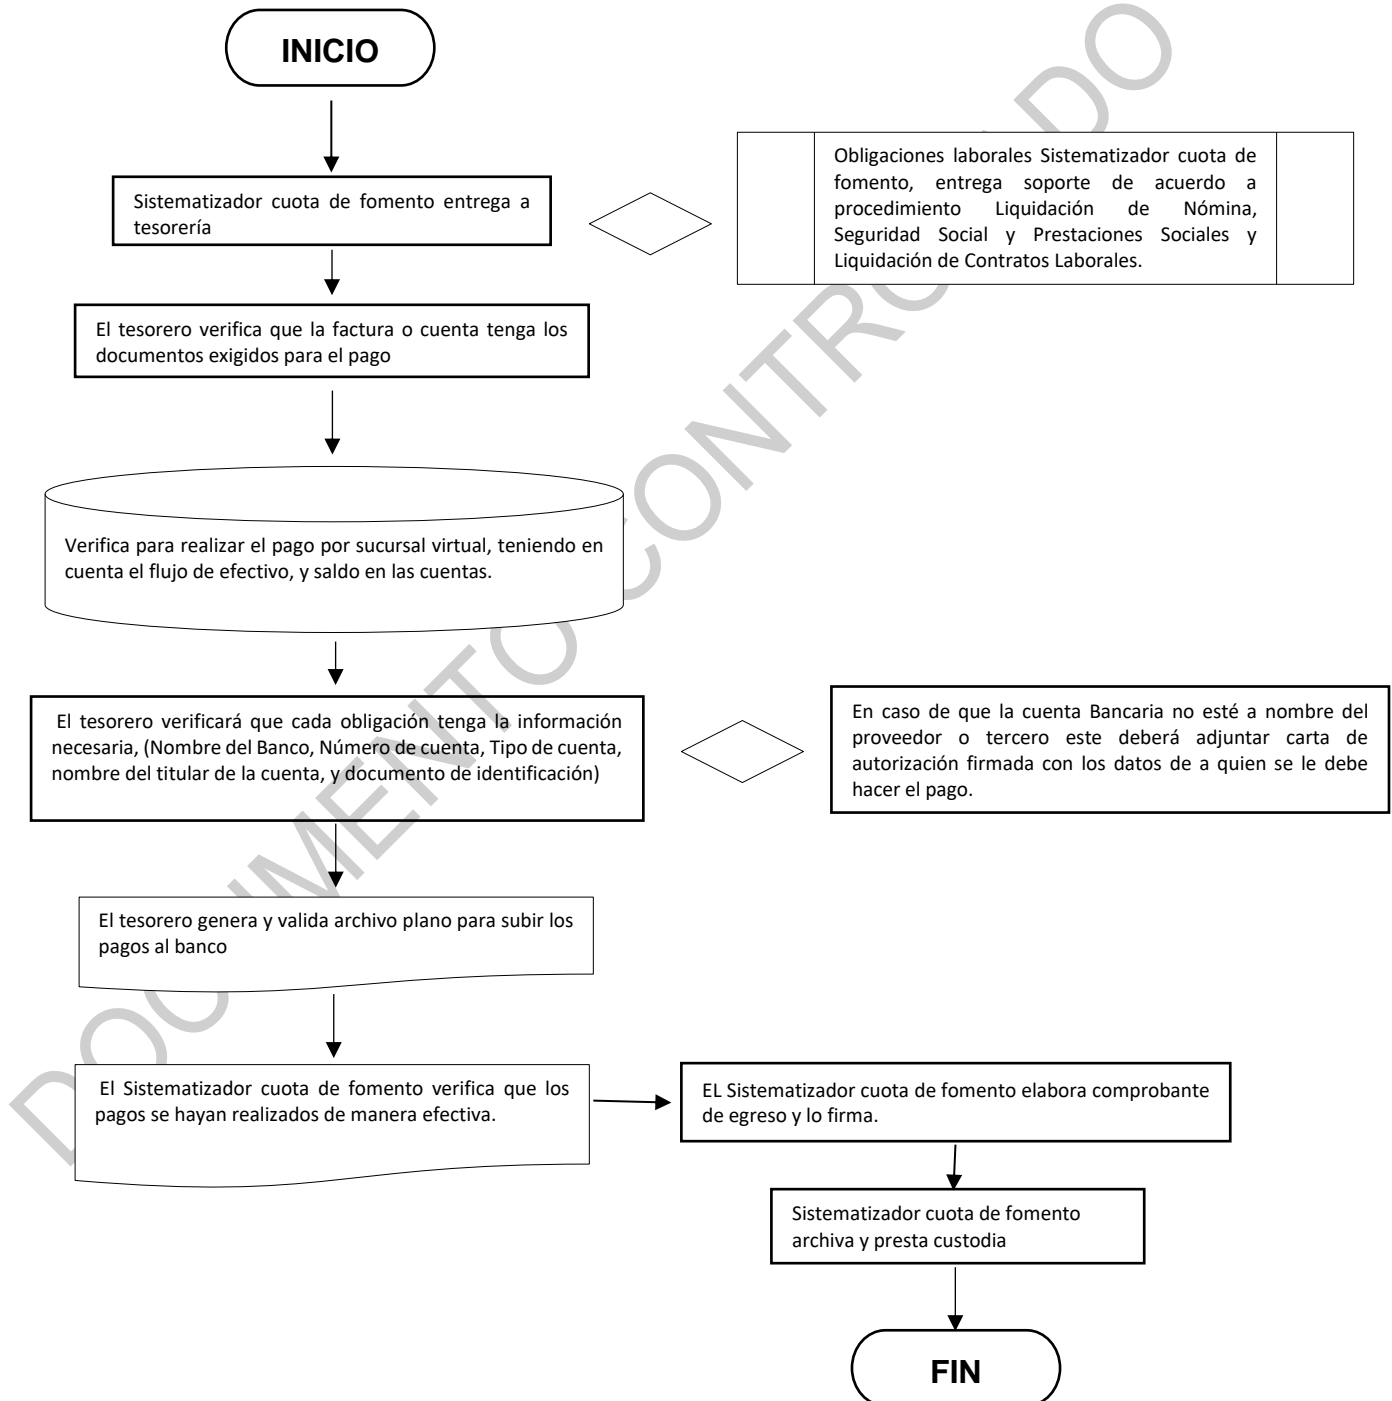 INICIO
Sistematizador cuota de fomento entrega a
tesorería
Obligaciones laborales Sistematizador cuota de
fomento, entrega soporte de acuerdo a
procedimiento Liquidación de Nómina,
Seguridad Social y Prestaciones Sociales y
Liquidación de Contratos Laborales.
El tesorero verifica que la factura o cuenta tenga los
documentos exigidos para el pago
Verifica para realizar el pago por sucursal virtual, teniendo en
cuenta el flujo de efectivo, y saldo en las cuentas.
El tesorero verificará que cada obligación tenga la información
necesaria, (Nombre del Banco, Número de cuenta, Tipo de cuenta,
nombre del titular de la cuenta, y documento de identificación)
En caso de que la cuenta Bancaria no esté a nombre del
proveedor o tercero este deberá adjuntar carta de
autorización firmada con los datos de a quien se le debe
hacer el pago.
El tesorero genera y valida archivo plano para subir los
pagos al banco
El Sistematizador cuota de fomento verifica que los
pagos se hayan realizados de manera efectiva.
EL Sistematizador cuota de fomento elabora comprobante
de egreso y lo firma.
Sistematizador cuota de fomento
archiva y presta custodia
FIN
DOCUMENTO CONTROLADO